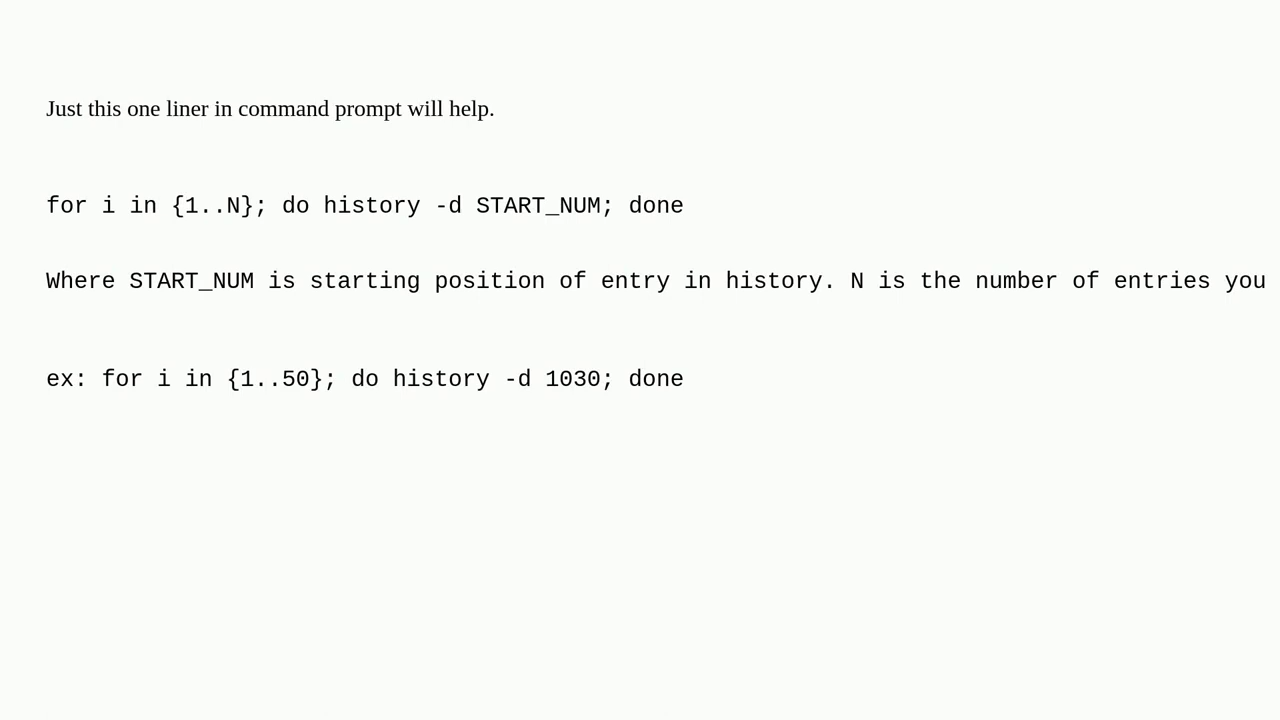 Just this one liner in command prompt will help.
for i in {1..N}; do history -d START_NUM; done
Where START_NUM is starting position of entry in history. N is the number of entries you
ex: for i in {1..50}; do history -d 1030; done